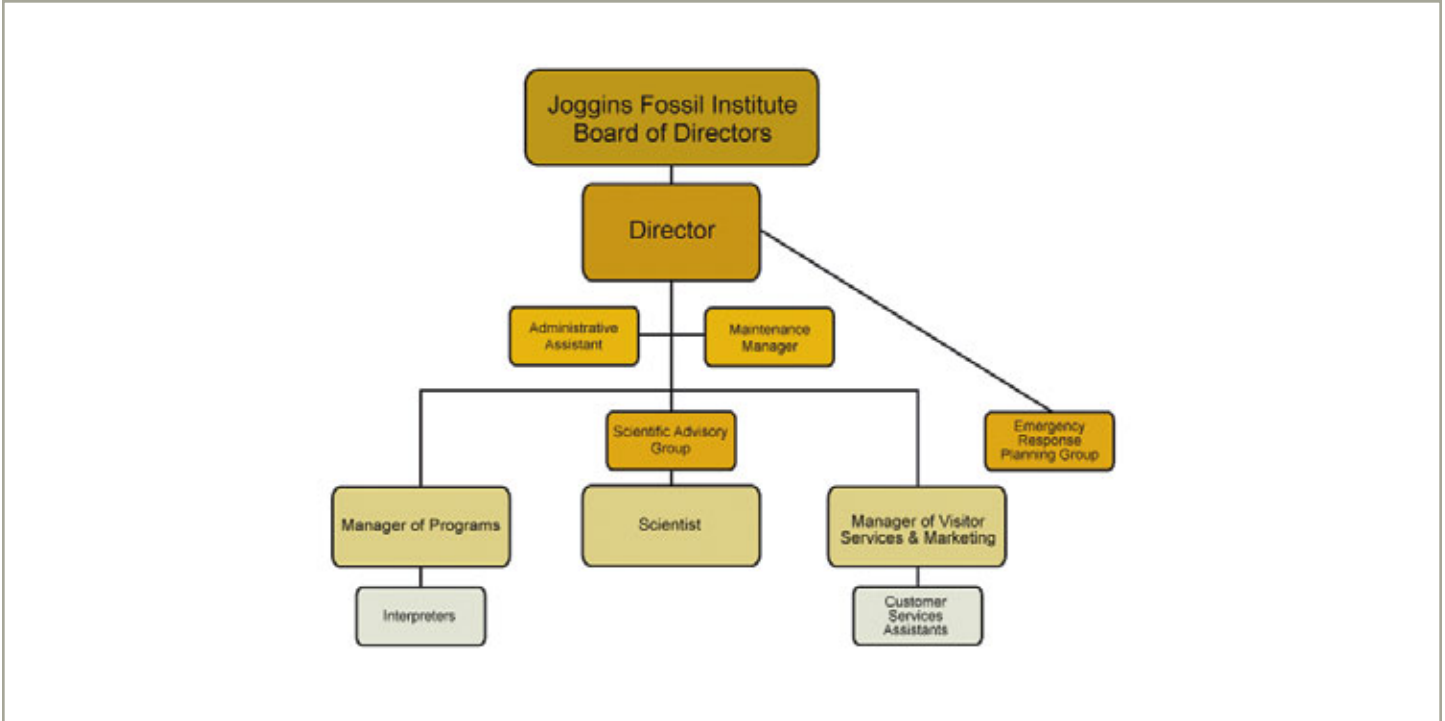 Joggins Fossil Institute
Board of Directors
Director
Administrative
Assistant
Maintenance
Manager
Scientific Advisory
Group
Emergency
Response
Planning Group
Manager of Programs
Scientist
Manager of Visitor
Services & Marketing
Interpreters
Customer
Services
Assistants